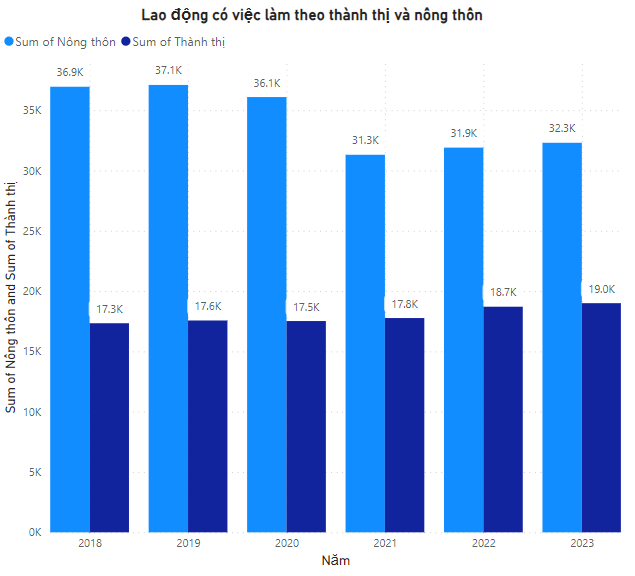 Lao động có việc làm theo thành thị và nông thôn
Sum of Nông thôn Sum of Thành thị
Sum of Nông thôn and Sum of Thành thị
35K
30K
25K
20K
15K
10K
5K
0K
36.9K
17.3K
37.1K
17.6K
36.1K
17.5K
31.3K
17.8K
31.9K
18.7K
32.3K
19.0K
2018 2019 2020 2021 2022 2023
Năm